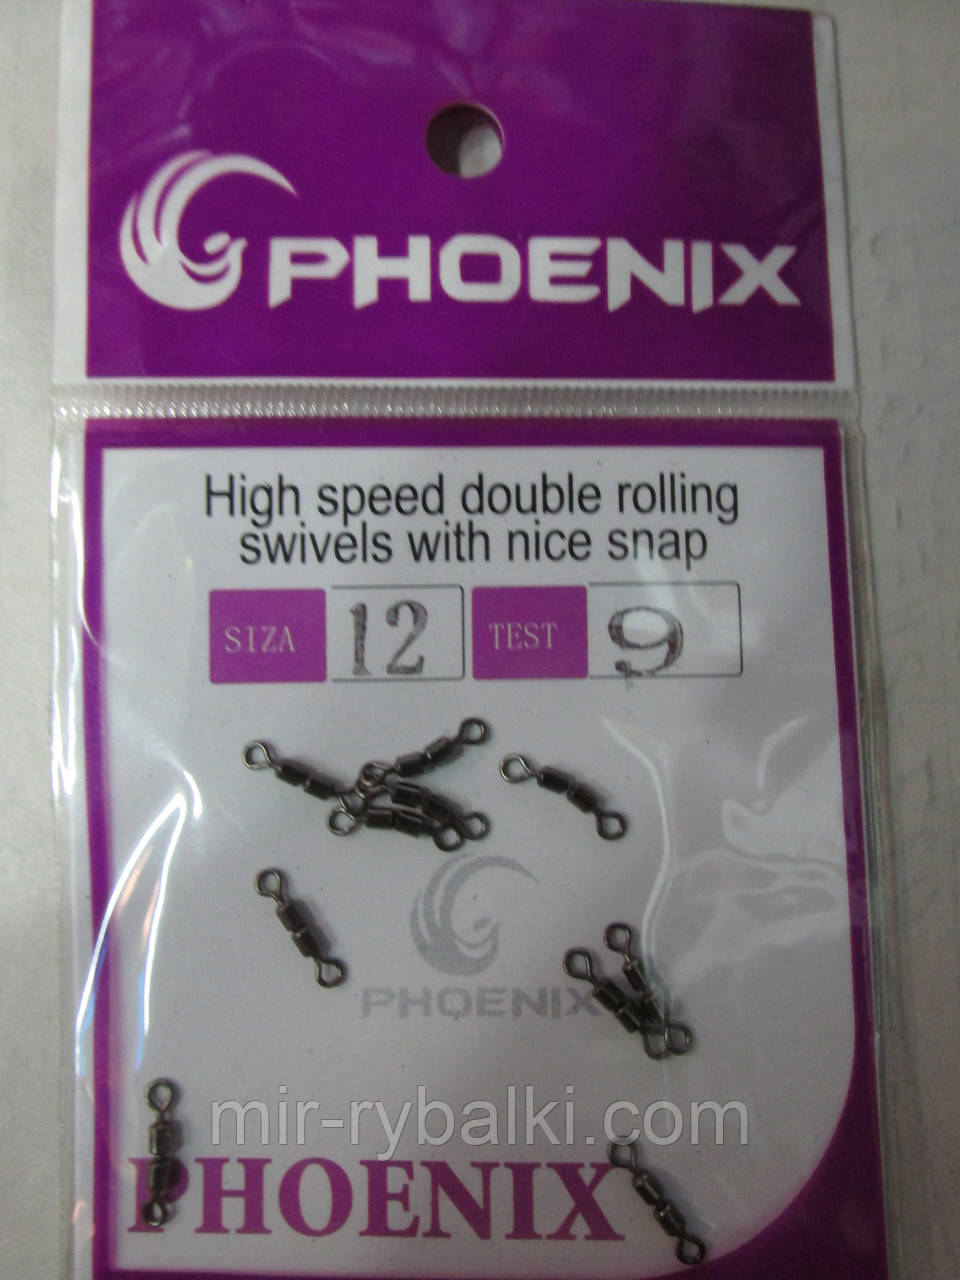 PHOENIX
High speed double rolling
swivels with nice snap
SIZA 12 TEST 9
PHOENIX
mir-rybalki.com
PHOENIX